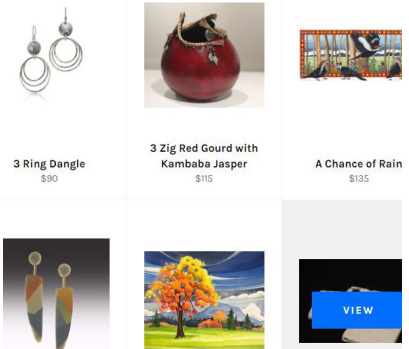 3 Ring Dangle
$90
3 Zig Red Gourd with
Kambaba Jasper
$115
A Chance of Rain
$135
VIEW